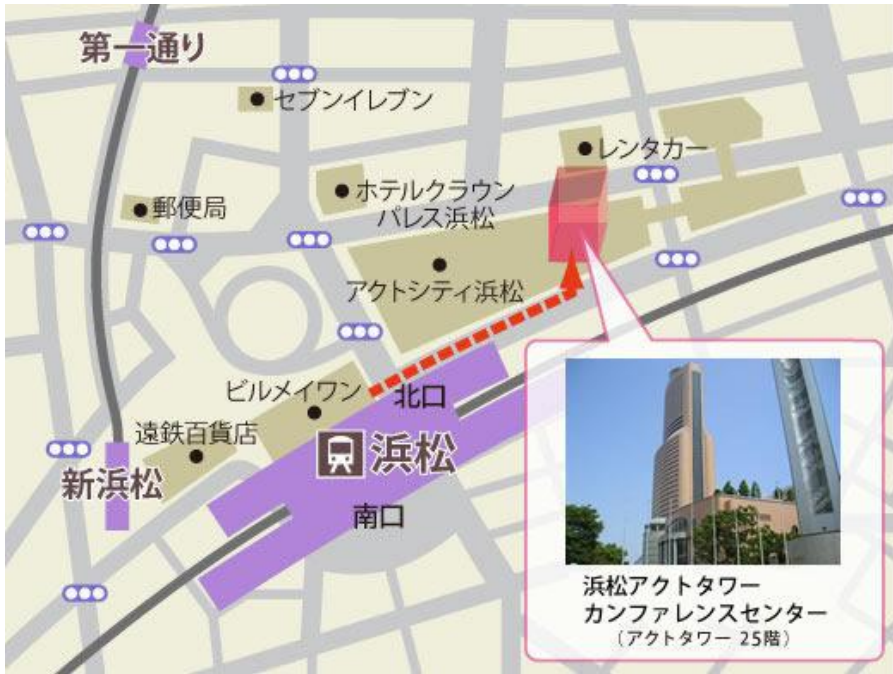 第一通り
セブンイレブン
レンタカー
ホテルクラウン
パレス浜松
郵便局
アクトシティ浜松
ビルメイワン
北口
遠鉄百貨店
浜松
新浜松
南口
浜松アクトタワー
カンファレンスセンター
（アクトタワー 25階）